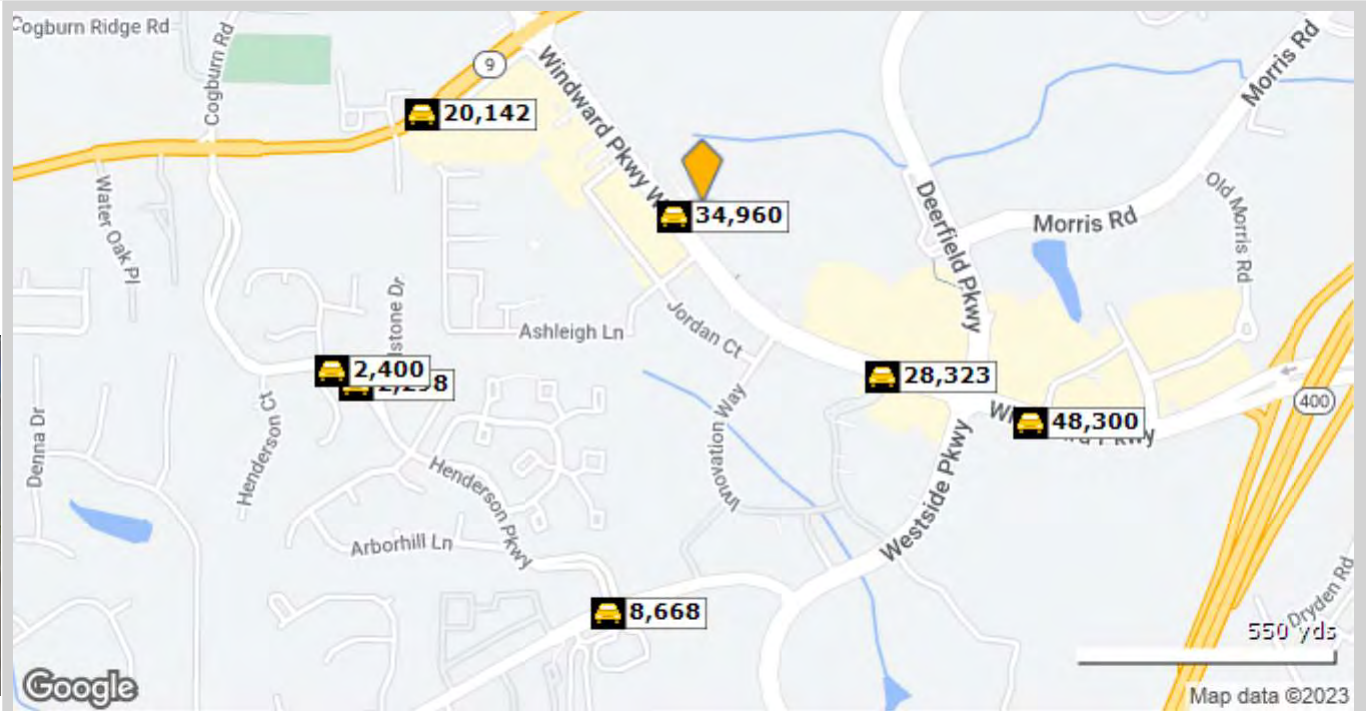 Cogburn Ridge Rd
Cogburn Rd
9
Windward Pkwy W
Morris Rd
20,142
34,960
Water Oak Pl
Deerfield Pkwy
Morris Rd
Old Morris Rd
Jordan Ct
Ashleigh Ln
stone Dr
2,400
28,323
400
48,300
Pkwy
Denna Dr
Henderson Ct
Innovation Way
Henderson Pkwy
Westside Pkwy
Arborhill Ln
8,668
Dryden Rd
550 yds
Google
Map data ©2023